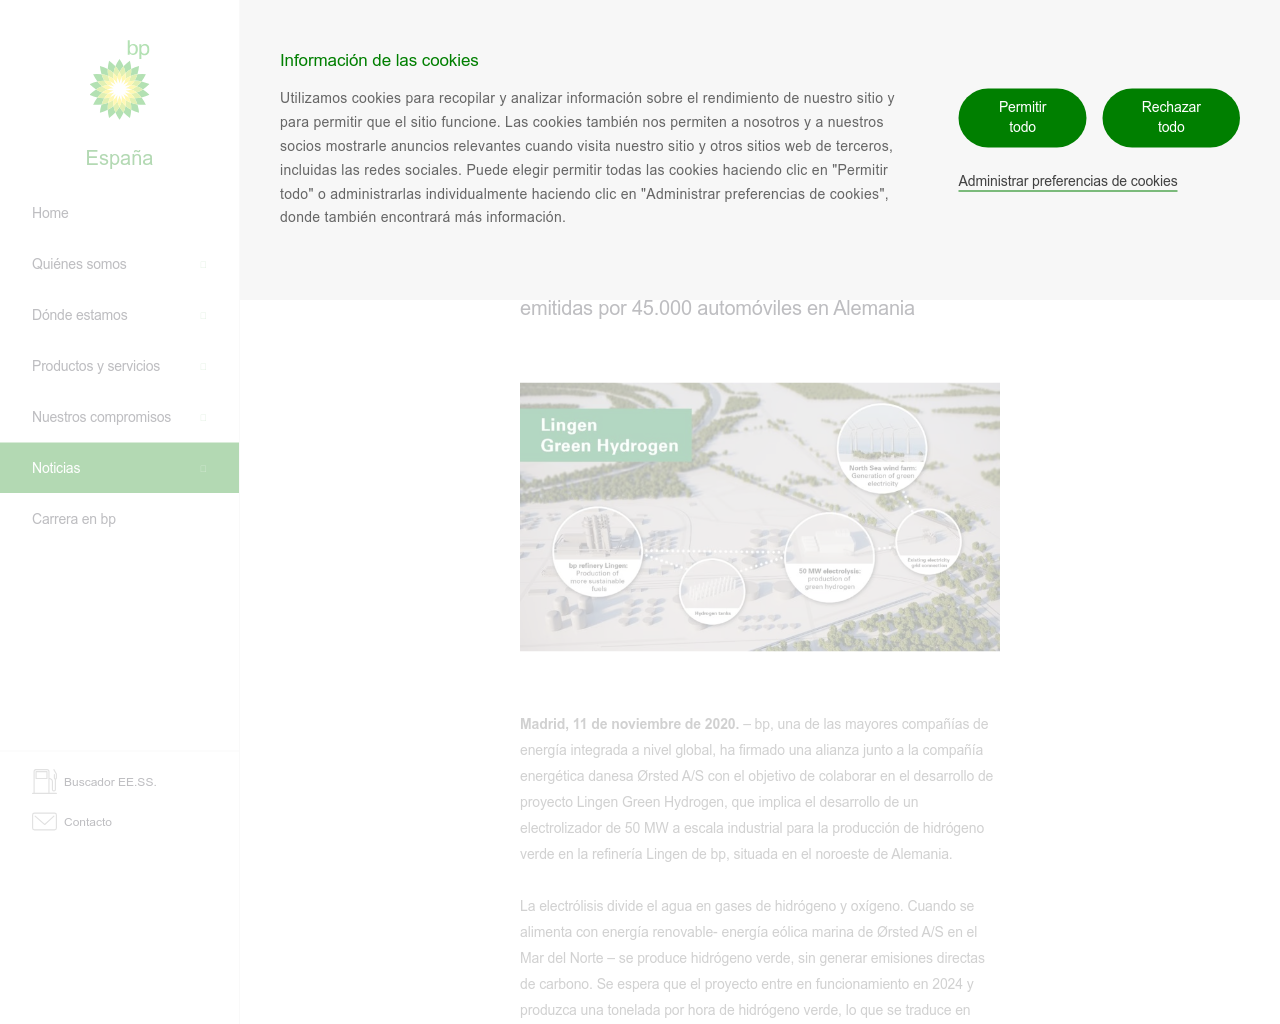 bp
España
Home
Quiénes somos
Dónde estamos
Productos y servicios
Nuestros compromisos
Noticias
Carrera en bp
Buscador EE.SS.
Contacto
Información de las cookies
Utilizamos cookies para recopilar y analizar información sobre el rendimiento de nuestro sitio y
para permitir que el sitio funcione. Las cookies también nos permiten a nosotros y a nuestros
socios mostrarle anuncios relevantes cuando visita nuestro sitio y otros sitios web de terceros,
incluidas las redes sociales. Puede elegir permitir todas las cookies haciendo clic en "Permitir
todo" o administrarlas individualmente haciendo clic en "Administrar preferencias de cookies",
donde también encontrará más información.
Permitir
todo
Rechazar
todo
Administrar preferencias de cookies
emitidas por 45.000 automóviles en Alemania
Lingen
Green Hydrogen
North Sea wind farm:
Generation of green
electricity
bp refinery Lingen:
Production of
more sustainable
fuels
Hydrogen tanks
50 MW electrolysis:
production of
green hydrogen
Existing electricity
grid connection
Madrid, 11 de noviembre de 2020. – bp, una de las mayores compañías de
energía integrada a nivel global, ha firmado una alianza junto a la compañía
energética danesa Ørsted A/S con el objetivo de colaborar en el desarrollo de
proyecto Lingen Green Hydrogen, que implica el desarrollo de un
electrolizador de 50 MW a escala industrial para la producción de hidrógeno
verde en la refinería Lingen de bp, situada en el noroeste de Alemania.
La electrólisis divide el agua en gases de hidrógeno y oxígeno. Cuando se
alimenta con energía renovable- energía eólica marina de Ørsted A/S en el
Mar del Norte – se produce hidrógeno verde, sin generar emisiones directas
de carbono. Se espera que el proyecto entre en funcionamiento en 2024 y
produzca una tonelada por hora de hidrógeno verde, lo que se traduce en